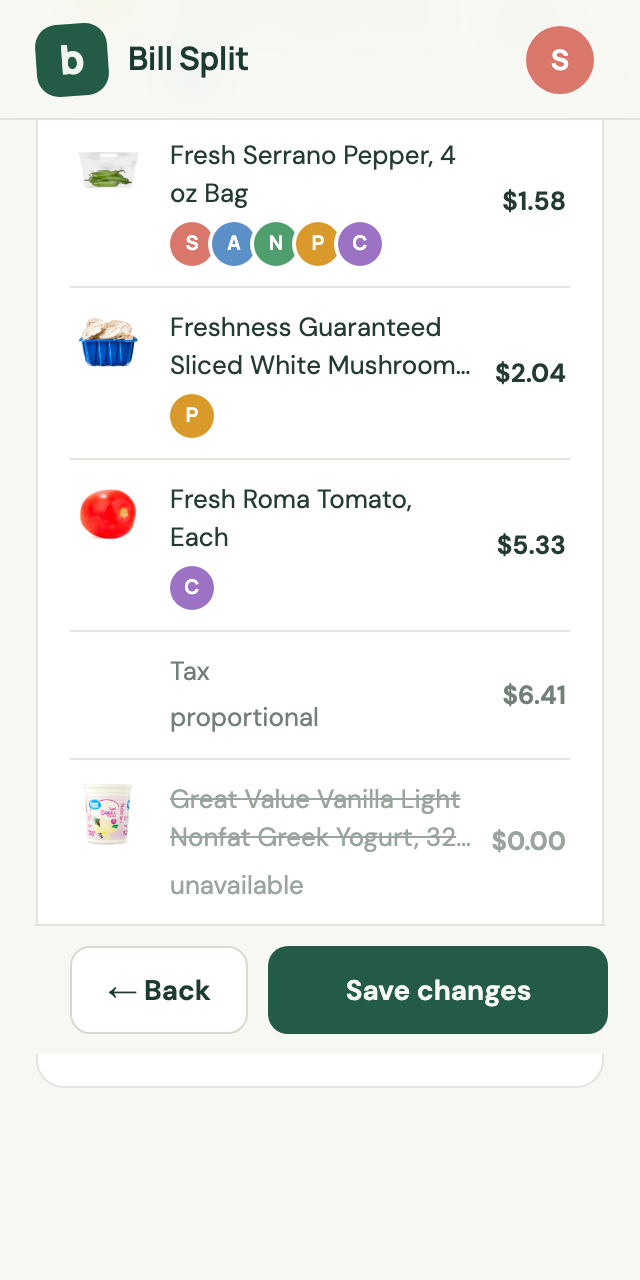 b
Bill Split
S
Fresh Serrano Pepper, 4
oz Bag
$1.58
S A N P C
Freshness Guaranteed
Sliced White Mushroom...
$2.04
P
Fresh Roma Tomato,
Each
$5.33
C
Tax
proportional
$6.41
Great Value Vanilla Light
Nonfat Greek Yogurt, 32...
$0.00
unavailable
← Back
Save changes